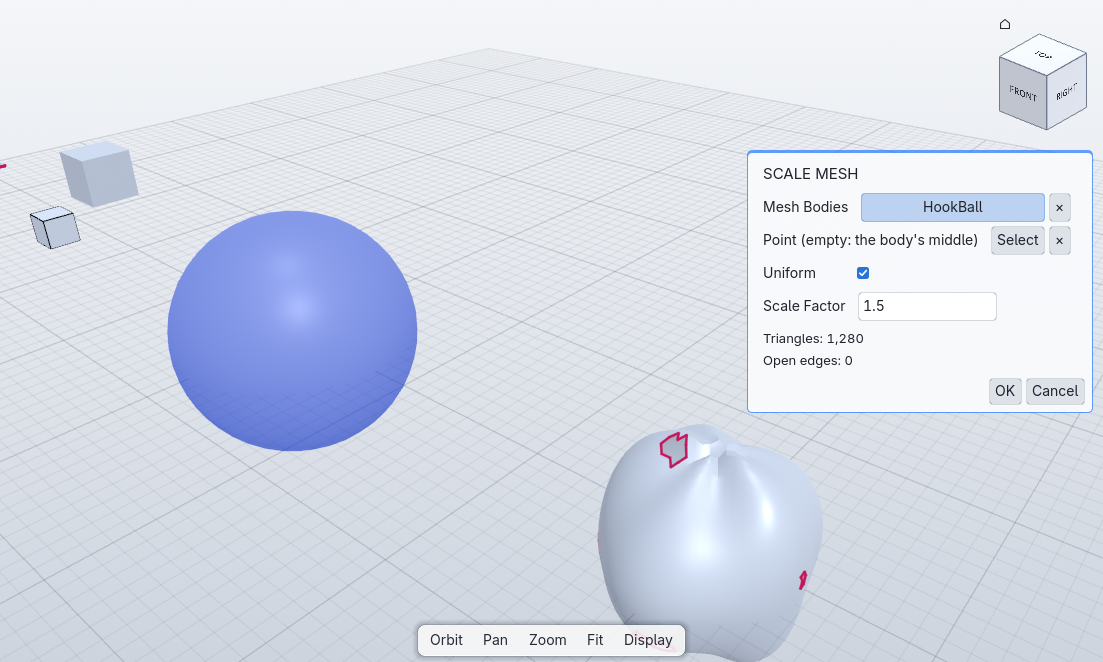 TOP
FRONT
RIGHT
SCALE MESH
Mesh Bodies HookBall ×
Point (empty: the body's middle) Select ×
Uniform
Scale Factor 1.5
Triangles: 1,280
Open edges: 0
OK Cancel
Orbit Pan Zoom Fit Display